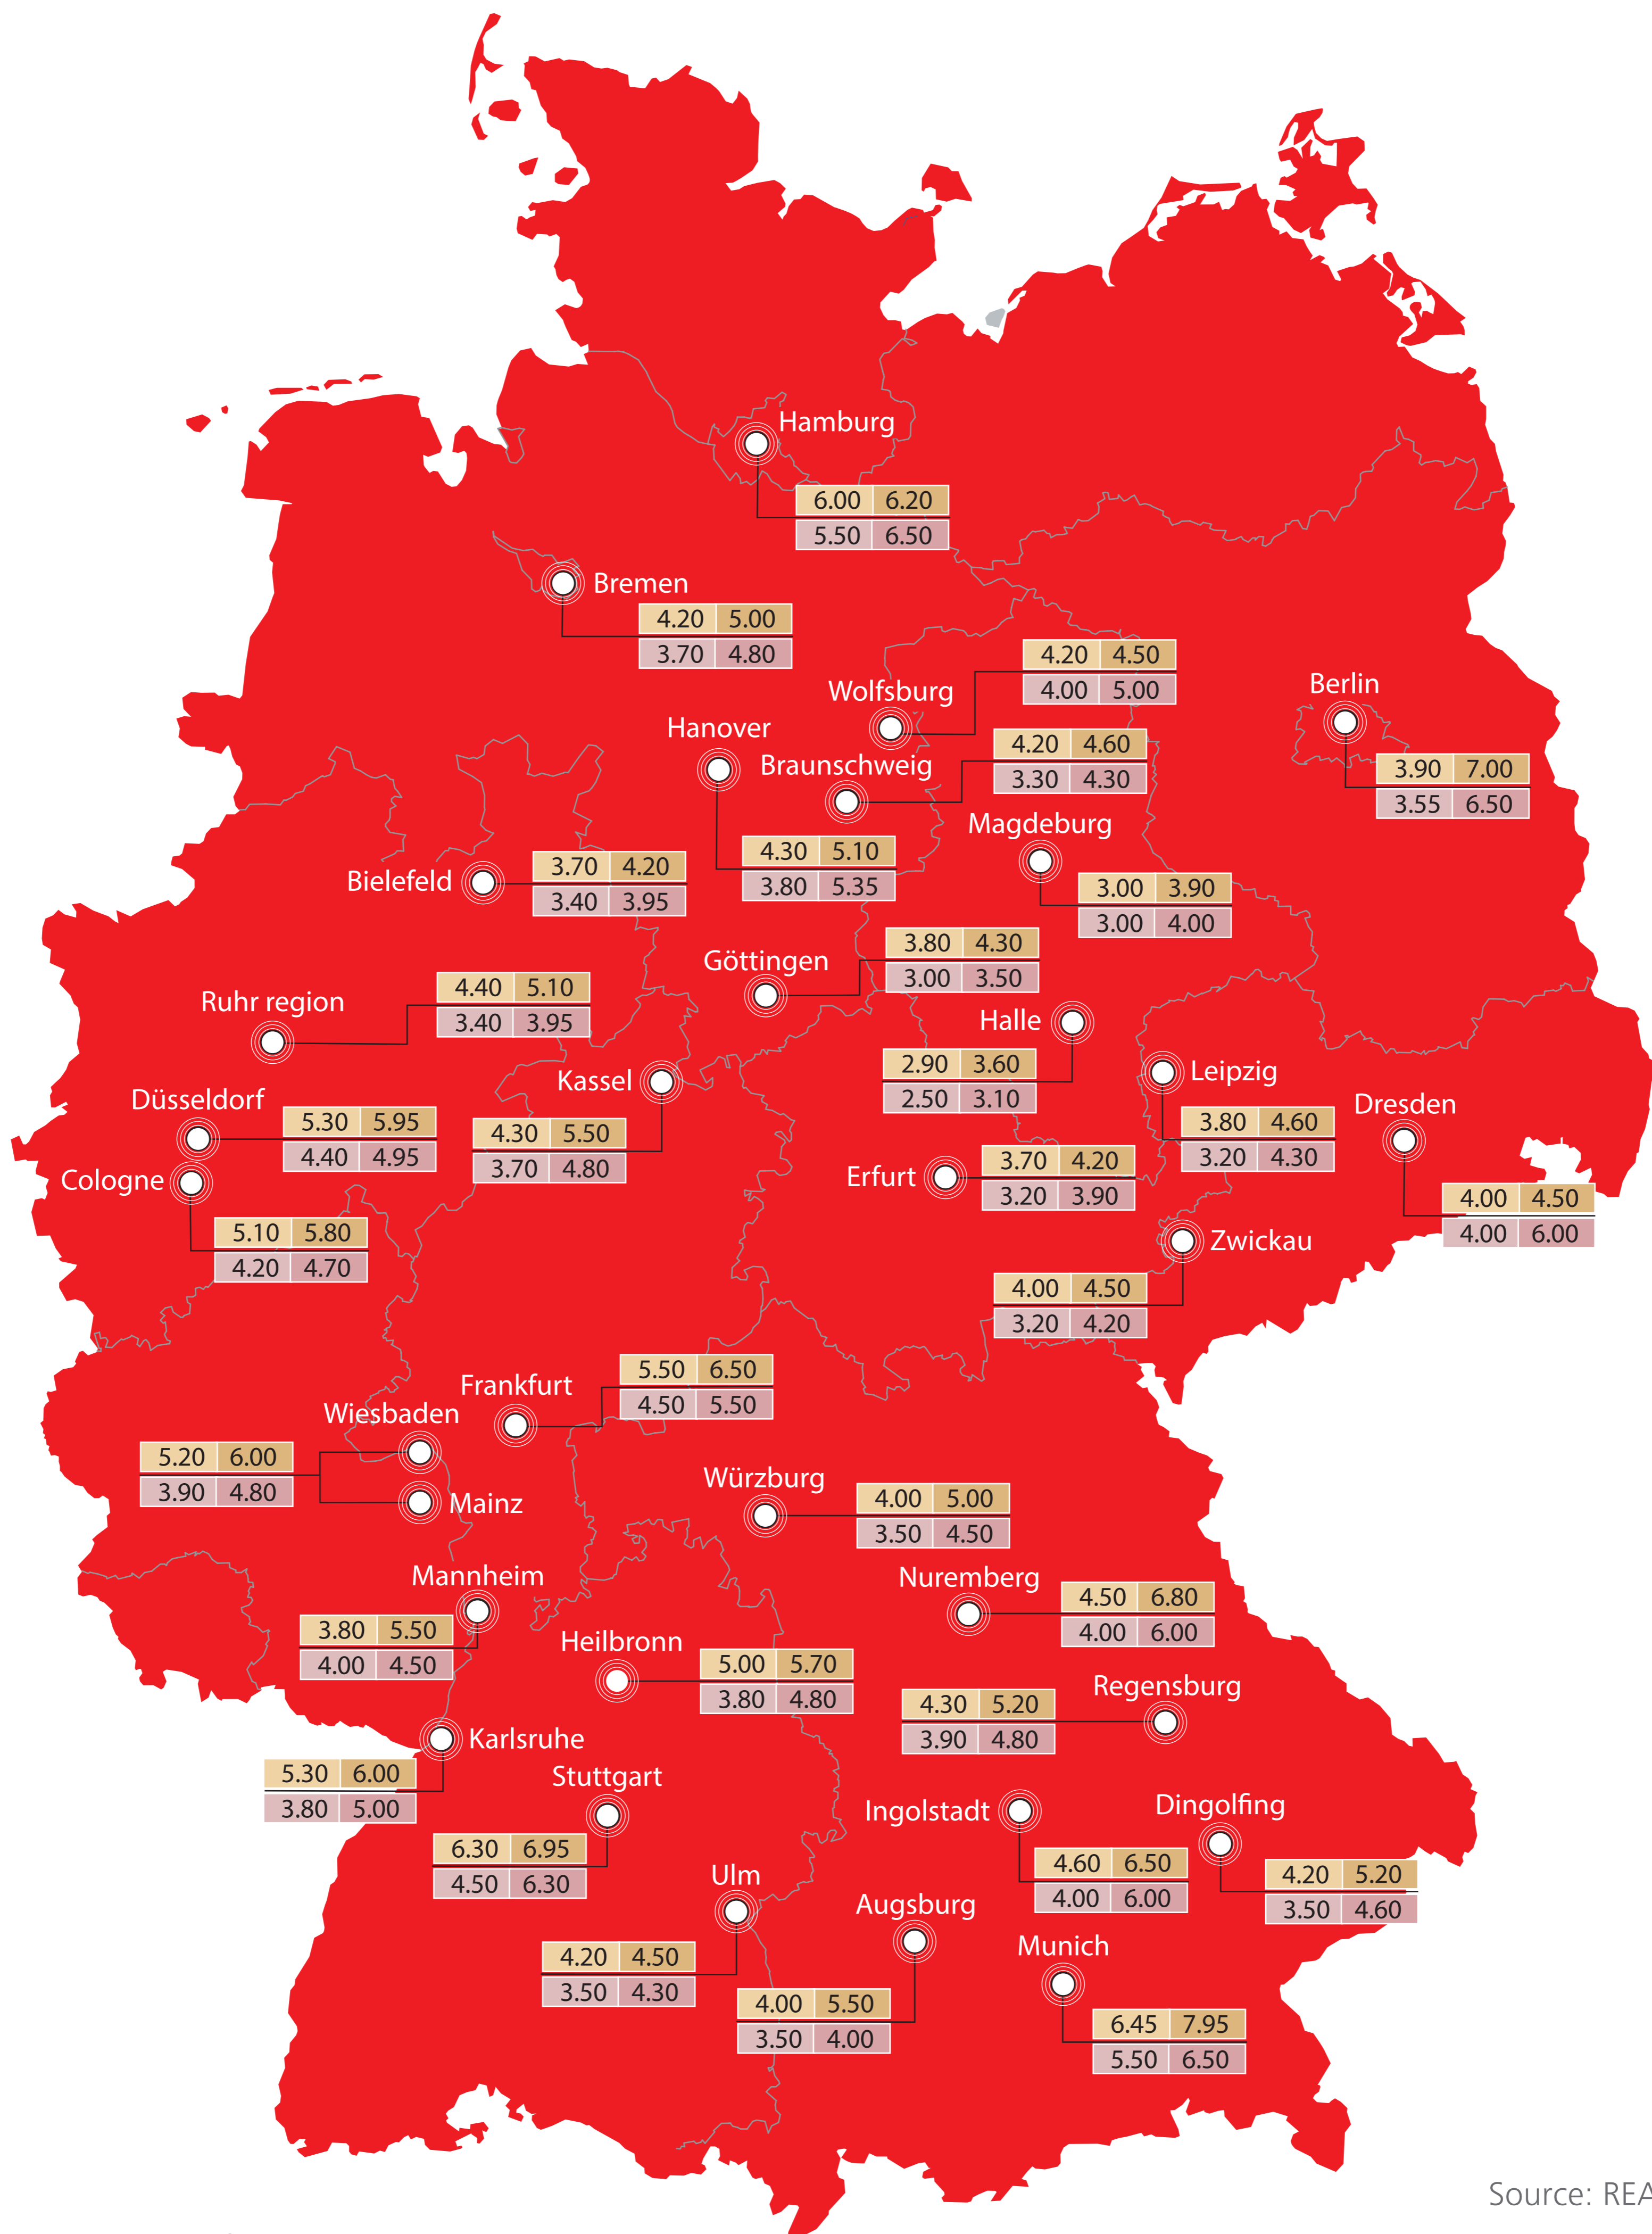 Hamburg
6.00 6.20
5.50 6.50
Bremen
4.20 5.00
3.70 4.80
Wolfsburg
4.20 4.50
4.00 5.00
Berlin
3.90 7.00
3.55 6.50
Hanover
4.30 5.10
3.80 5.35
Braunschweig
4.20 4.60
3.30 4.30
Magdeburg
3.00 3.90
3.00 4.00
Bielefeld
3.70 4.20
3.40 3.95
Göttingen
3.80 4.30
3.00 3.50
Ruhr region
4.40 5.10
3.40 3.95
Halle
2.90 3.60
2.50 3.10
Kassel
4.30 5.50
3.70 4.80
Leipzig
3.80 4.60
3.20 4.30
Düsseldorf
5.30 5.95
4.40 4.95
Dresden
4.00 4.50
4.00 6.00
Cologne
5.10 5.80
4.20 4.70
Erfurt
3.70 4.20
3.20 3.90
Zwickau
4.00 4.50
3.20 4.20
Frankfurt
5.50 6.50
4.50 5.50
Wiesbaden
5.20 6.00
3.90 4.80
Mainz
Würzburg
4.00 5.00
3.50 4.50
Mannheim
3.80 5.50
4.00 4.50
Nuremberg
4.50 6.80
4.00 6.00
Heilbronn
5.00 5.70
3.80 4.80
Regensburg
4.30 5.20
3.90 4.80
Karlsruhe
5.30 6.00
3.80 5.00
Stuttgart
6.30 6.95
4.50 6.30
Ingolstadt
4.60 6.50
4.00 6.00
Dingolfing
4.20 5.20
3.50 4.60
Ulm
4.20 4.50
3.50 4.30
Augsburg
4.00 5.50
3.50 4.00
Munich
6.45 7.95
5.50 6.50
Source: REA